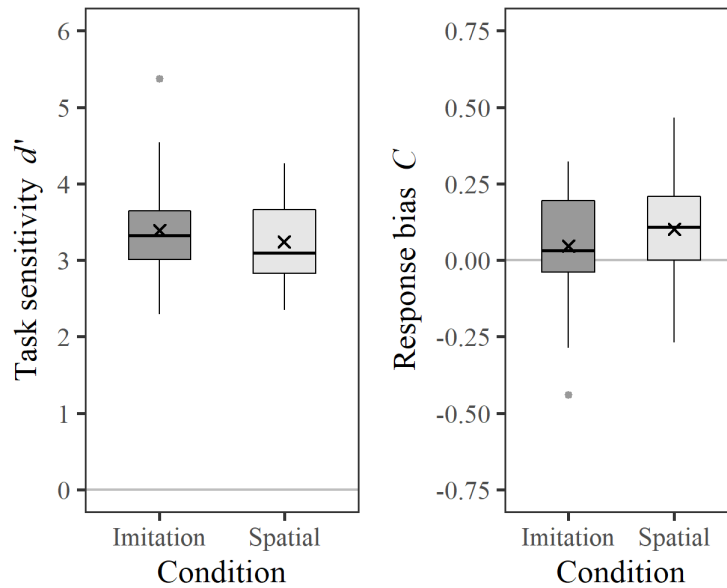 Task sensitivity d'
6
5
4
3
2
1
0
Imitation Spatial
Condition
Response bias C
0.75
0.50
0.25
0.00
-0.25
-0.50
-0.75
Imitation Spatial
Condition